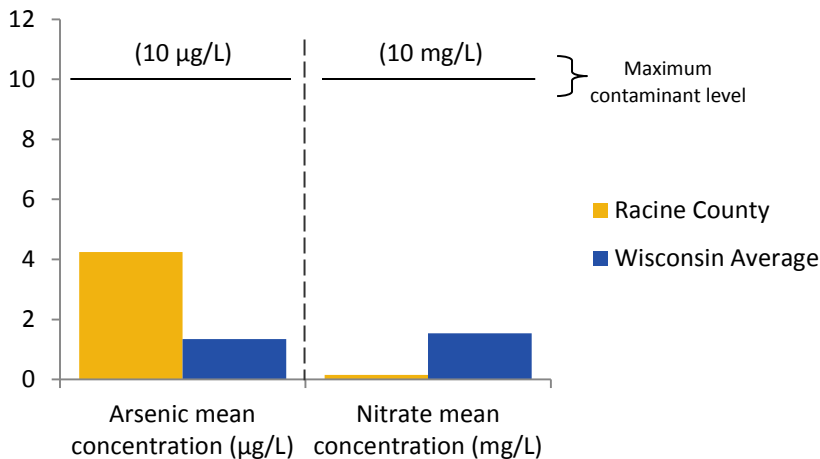 12
10
8
6
4
2
0
(10 µg/L)
(10 mg/L)
Maximum
contaminant level
Racine County
Wisconsin Average
Arsenic mean
concentration (µg/L)
Nitrate mean
concentration (mg/L)